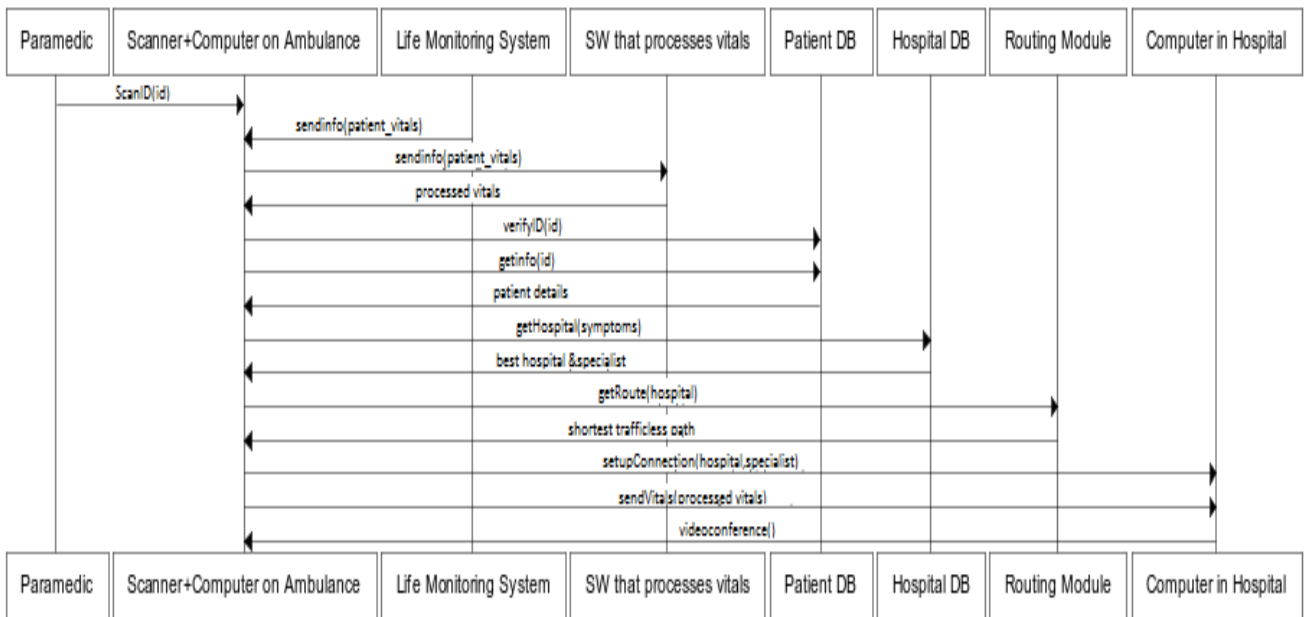 Paramedic
Scanner+Computer on Ambulance
Life Monitoring System
SW that processes vitals
Patient DB
Hospital DB
Routing Module
Computer in Hospital
ScanID(id)
sendinfo(patient_vitals)
sendinfo(patient_vitals)
processed vitals
verifyID(id)
getinfo(id)
patient details
getHospital(symptoms)
best hospital &specialist
getRoute(hospital)
shortest trafficless path
setupConnection(hospital,specialist)
sendVitals(processed vitals)
videoconference()
Paramedic
Scanner+Computer on Ambulance
Life Monitoring System
SW that processes vitals
Patient DB
Hospital DB
Routing Module
Computer in Hospital